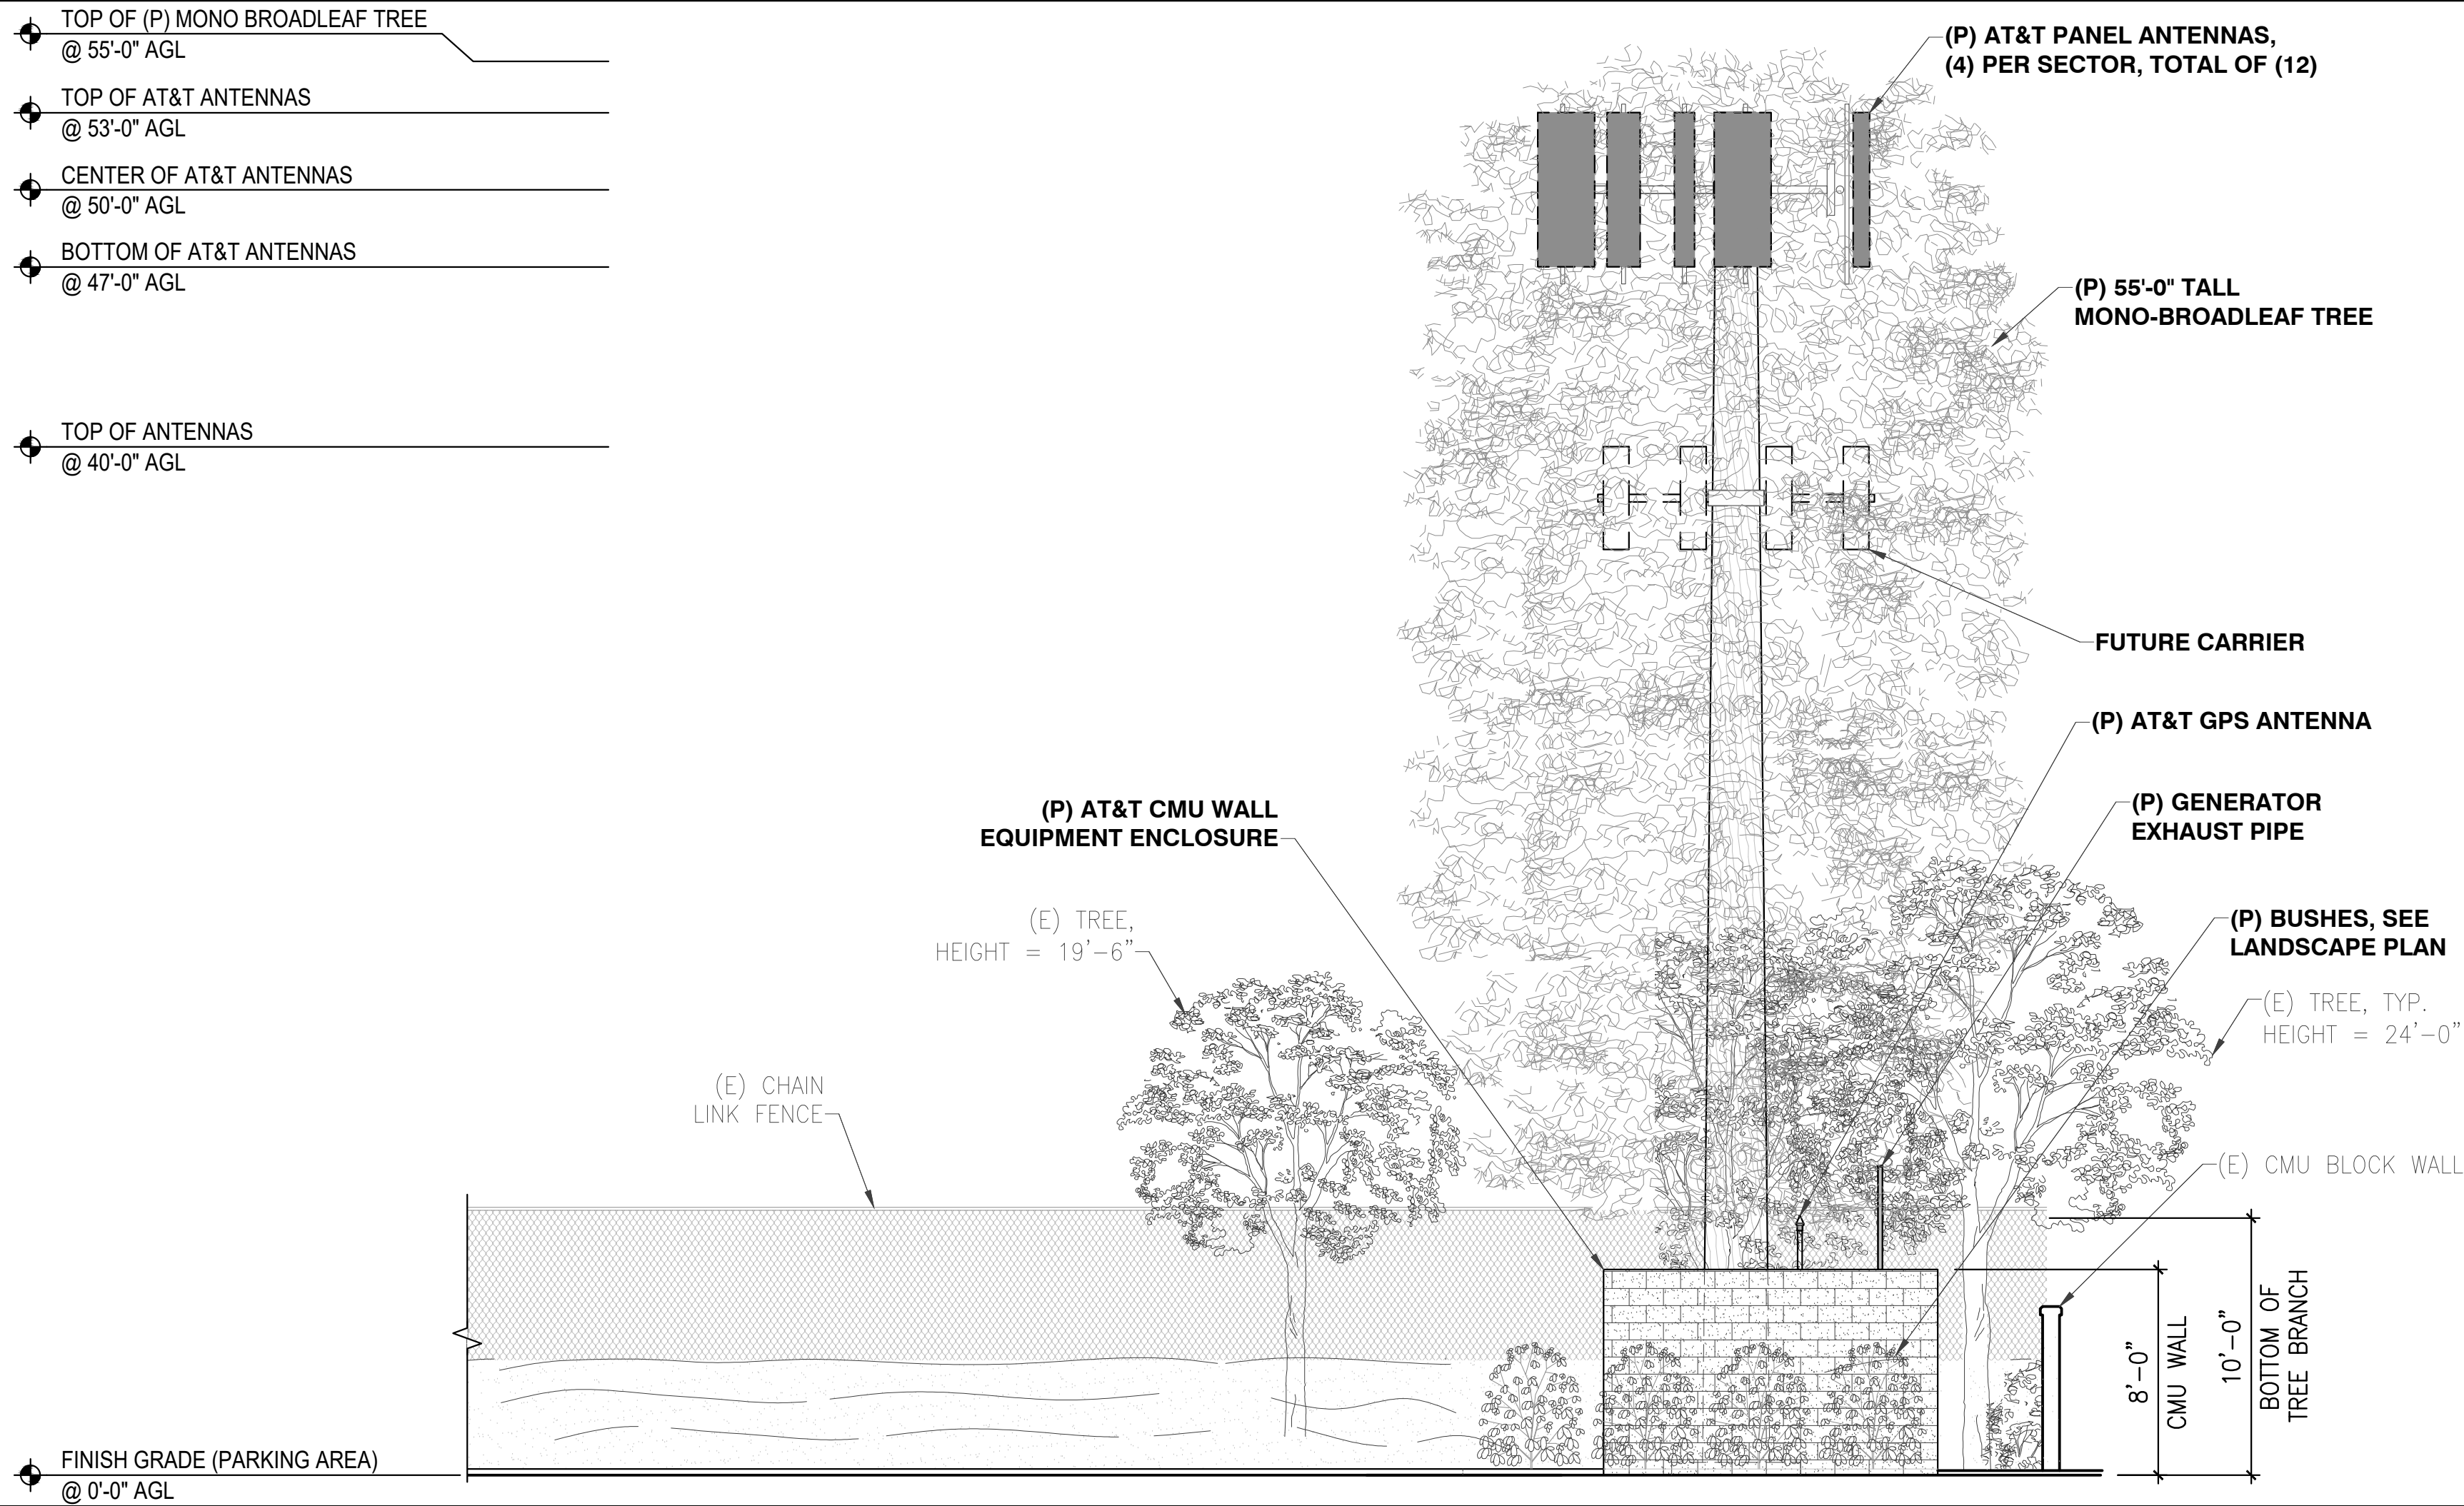 TOP OF (P) MONO BROADLEAF TREE
@ 55'-0" AGL
TOP OF AT&T ANTENNAS
@ 53'-0" AGL
CENTER OF AT&T ANTENNAS
@ 50'-0" AGL
BOTTOM OF AT&T ANTENNAS
@ 47'-0" AGL
TOP OF ANTENNAS
@ 40'-0" AGL
FINISH GRADE (PARKING AREA)
@ 0'-0" AGL
(P) AT&T PANEL ANTENNAS,
(4) PER SECTOR, TOTAL OF (12)
(P) 55'-0" TALL
MONO-BROADLEAF TREE
FUTURE CARRIER
(P) AT&T GPS ANTENNA
(P) GENERATOR
EXHAUST PIPE
(P) BUSHES, SEE
LANDSCAPE PLAN
(E) TREE, TYP.
HEIGHT = 24'-0"
(E) CMU BLOCK WALL
(P) AT&T CMU WALL
EQUIPMENT ENCLOSURE
(E) TREE,
HEIGHT = 19'-6"
(E) CHAIN
LINK FENCE
8'-0"
CMU WALL
10'-0"
BOTTOM OF
TREE BRANCH